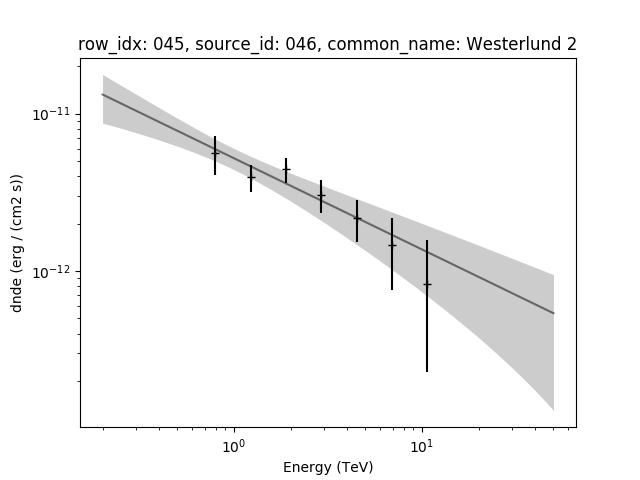 row_idx: 045, source_id: 046, common_name: Westerlund 2
10⁻¹¹
10⁻¹²
dnde (erg / (cm2 s))
10⁰
10¹
Energy (TeV)